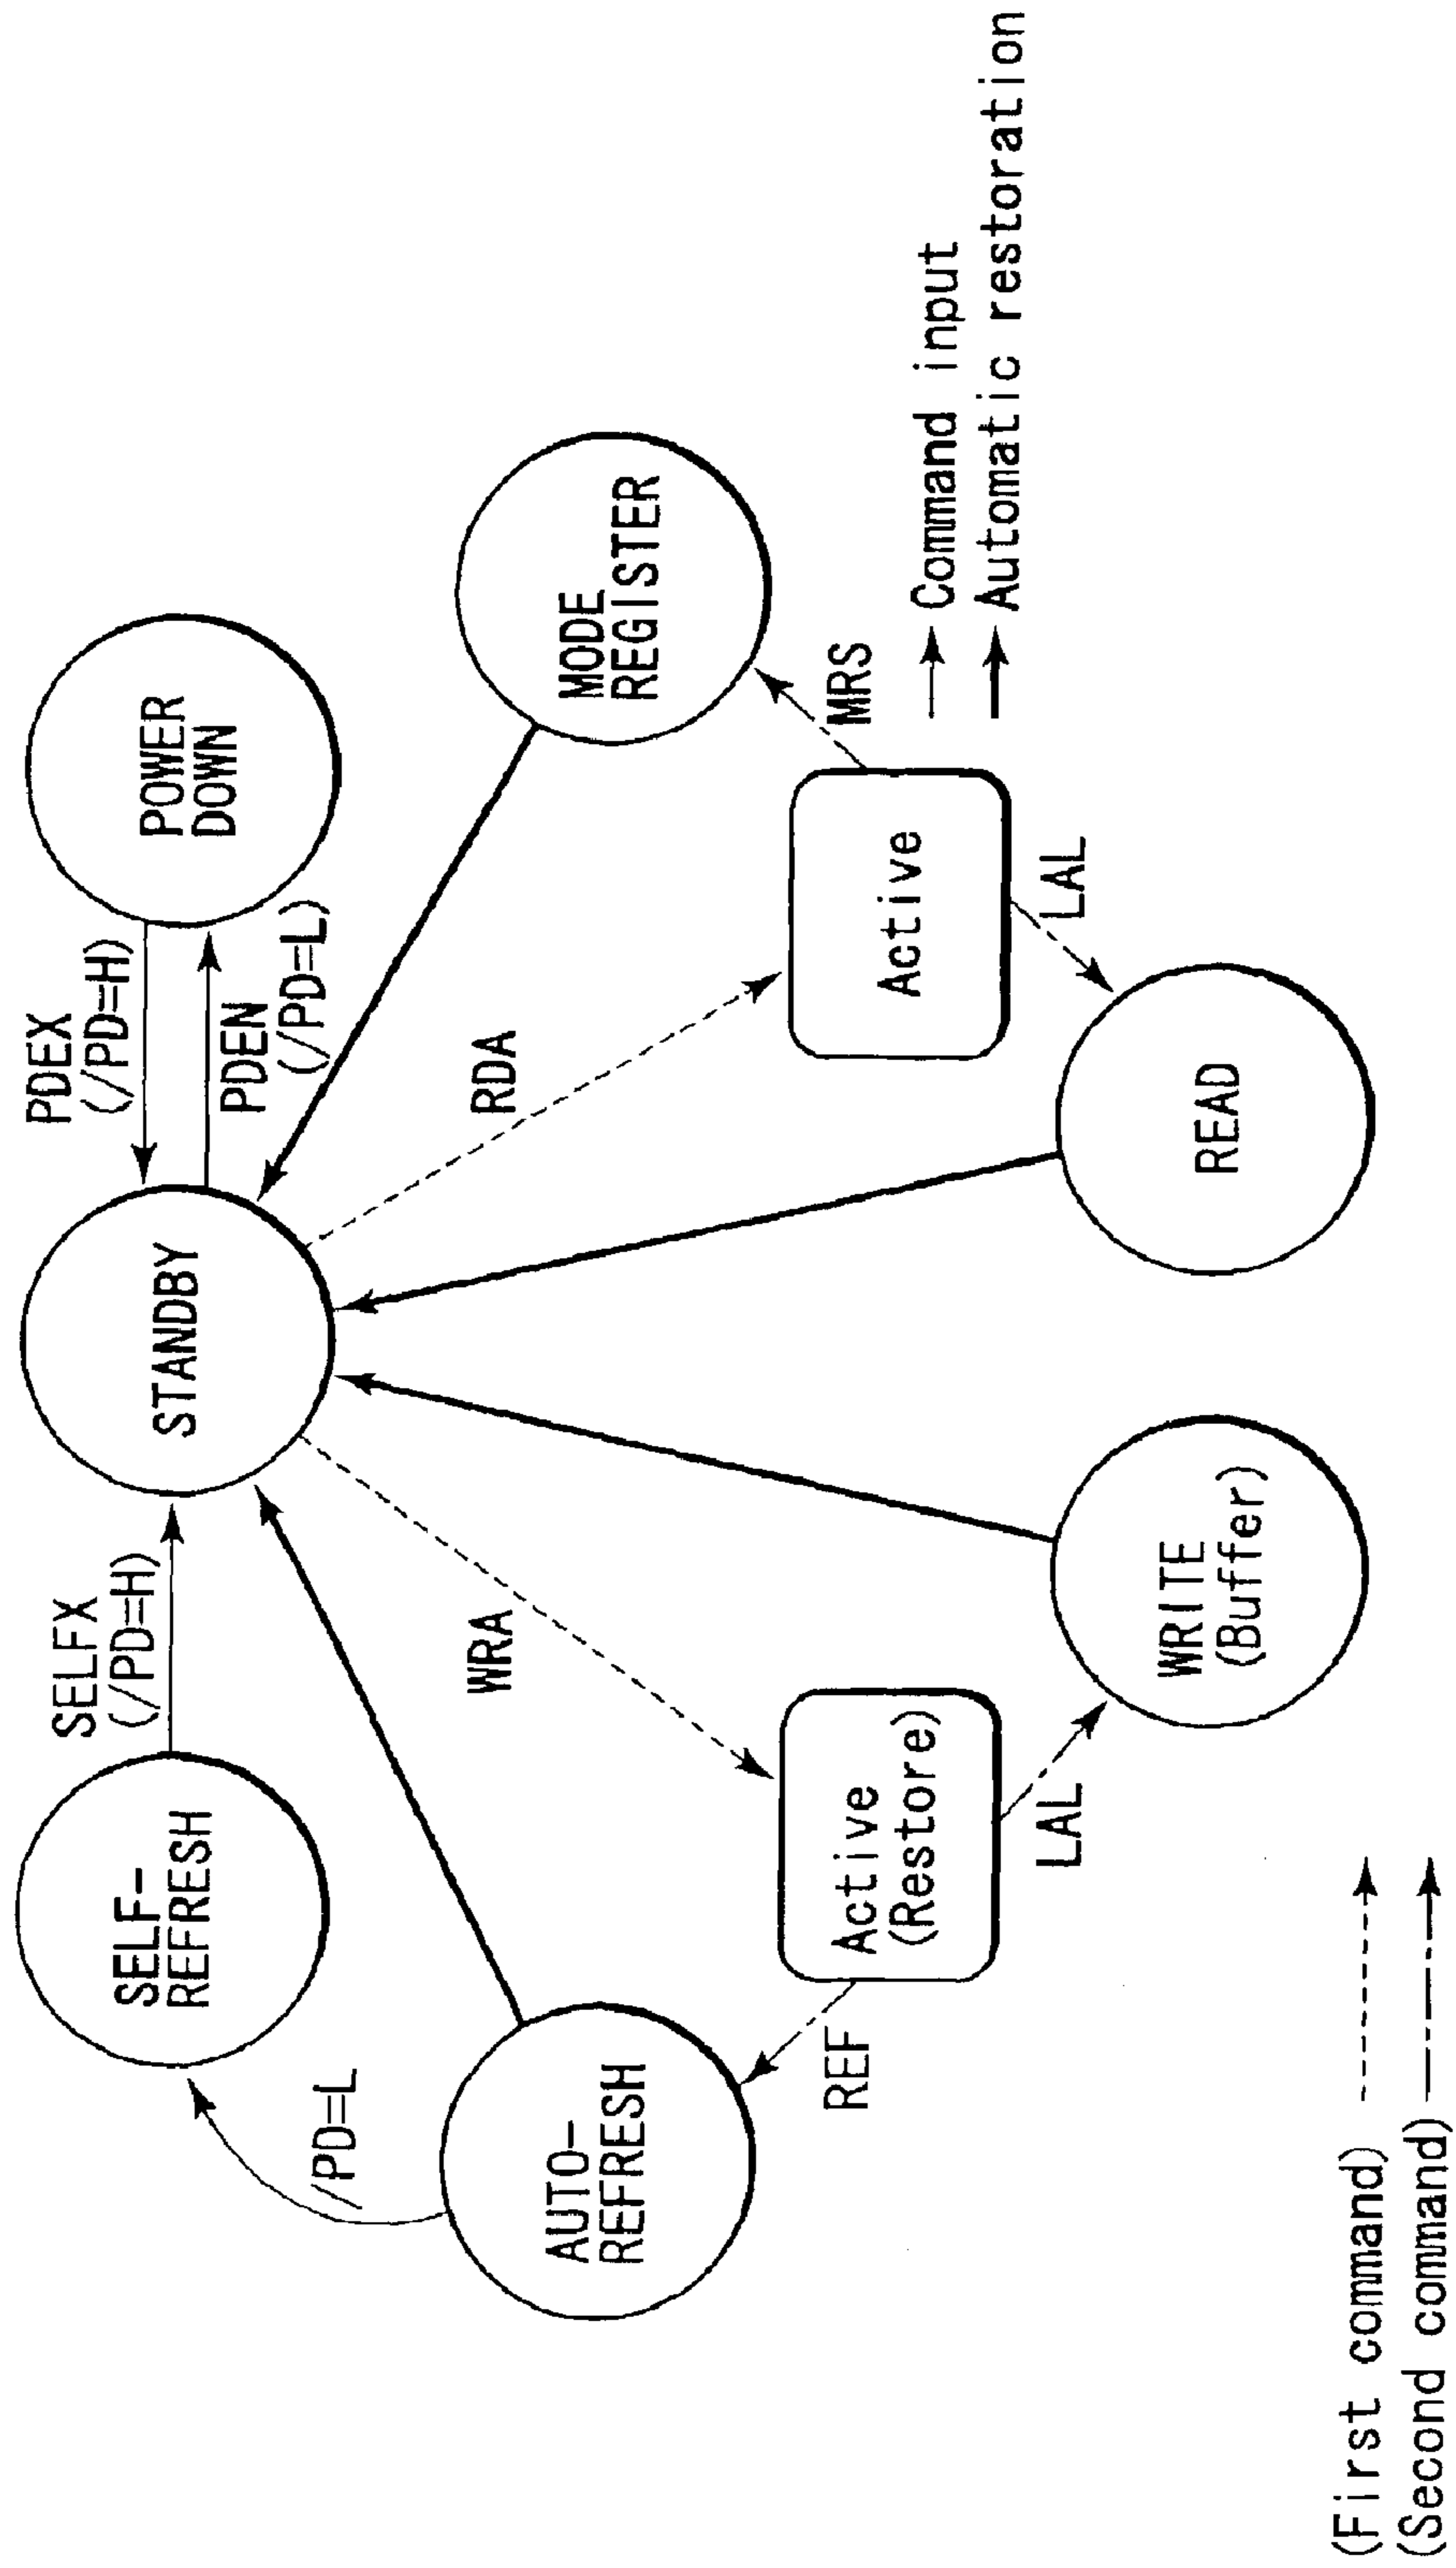 SELF-
REFRESH
SELFX
(/PD=H)
STANDBY
PDEX
(/PD=H)
PDEN
(/PD=L)
POWER
DOWN
/PD=L
AUTO-
REFRESH
WRA
RDA
MODE
REGISTER
REF
Active
(Restore)
LAL
Active
MRS
LAL
WRITE
(Buffer)
READ
Command input
Automatic restoration
(First command)
(Second command)